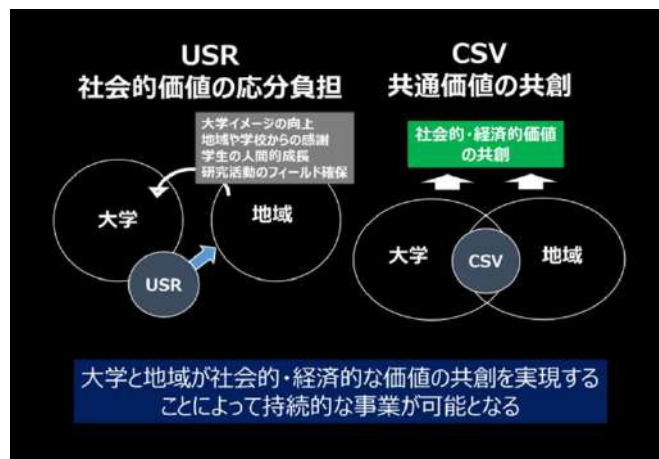 USR
社会的価値の応分負担
大学イメージの向上
地域や学校からの感謝
学生の人間的成長
研究活動のフィールド確保
大学
地域
USR
CSV
共通価値の共創
社会的・経済的価値
の共創
大学
CSV
地域
大学と地域が社会的・経済的な価値の共創を実現する
ことによって持続的な事業が可能となる